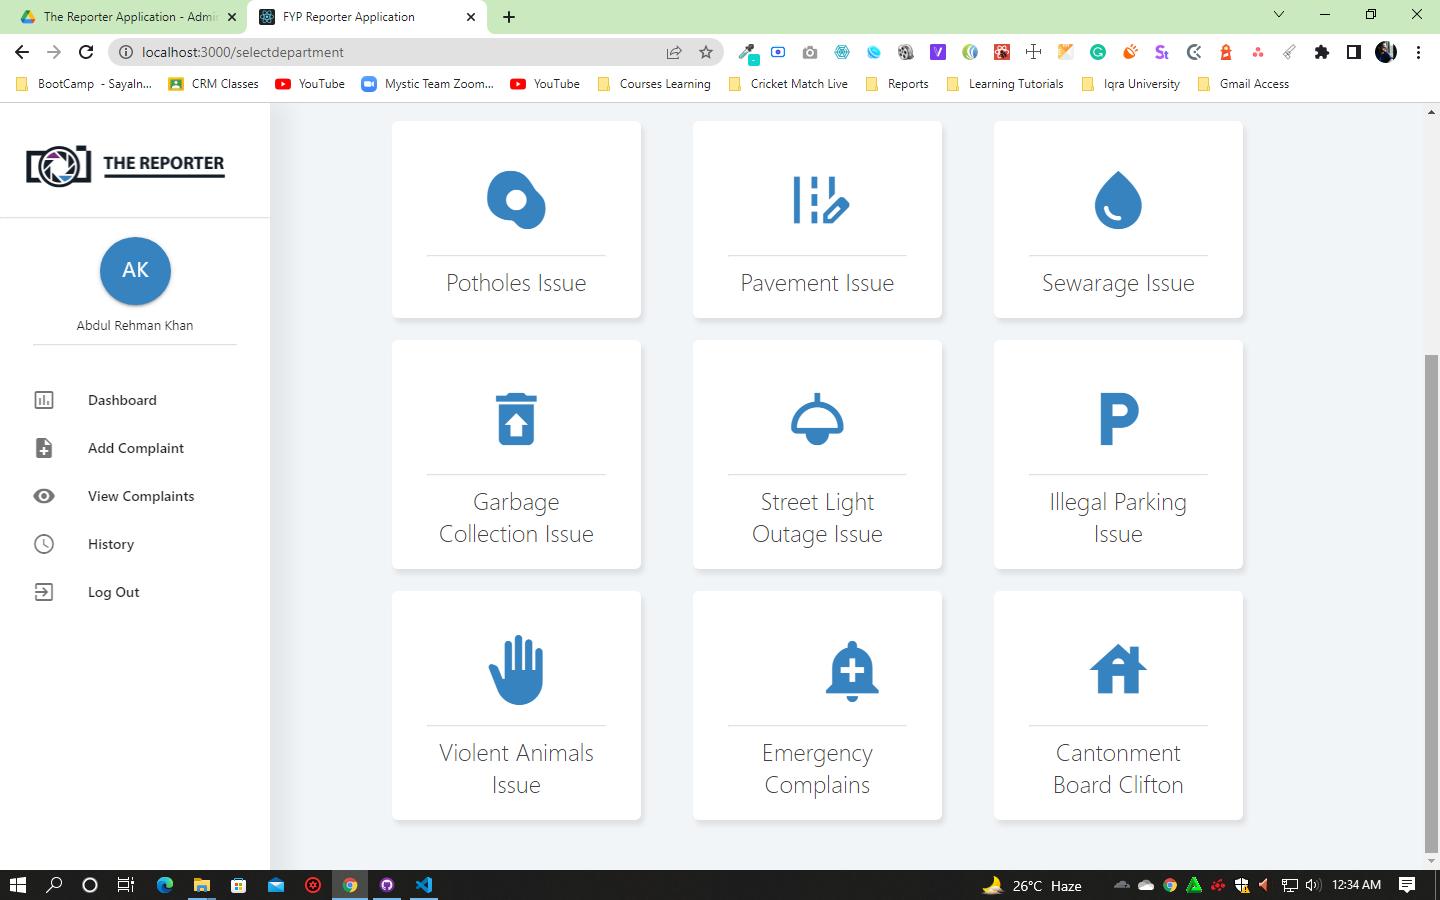 The Reporter Application - Admi
FYP Reporter Application
localhost:3000/selectdepartment
BootCamp - SayaIn...
CRM Classes
YouTube
Mystic Team Zoom...
YouTube
Courses Learning
Cricket Match Live
Reports
Learning Tutorials
Iqra University
Gmail Access
THE REPORTER
AK
Abdul Rehman Khan
Dashboard
Add Complaint
View Complaints
History
Log Out
Potholes Issue
Pavement Issue
Sewarage Issue
Garbage
Collection Issue
Street Light
Outage Issue
P
Illegal Parking
Issue
Violent Animals
Issue
Emergency
Complains
Cantonment
Board Clifton
26°C Haze
12:34 AM